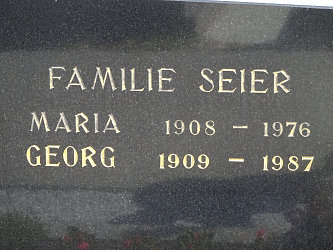 FAMILIE SEIER
MARIA 1908 – 1976
GEORG 1909 – 1987